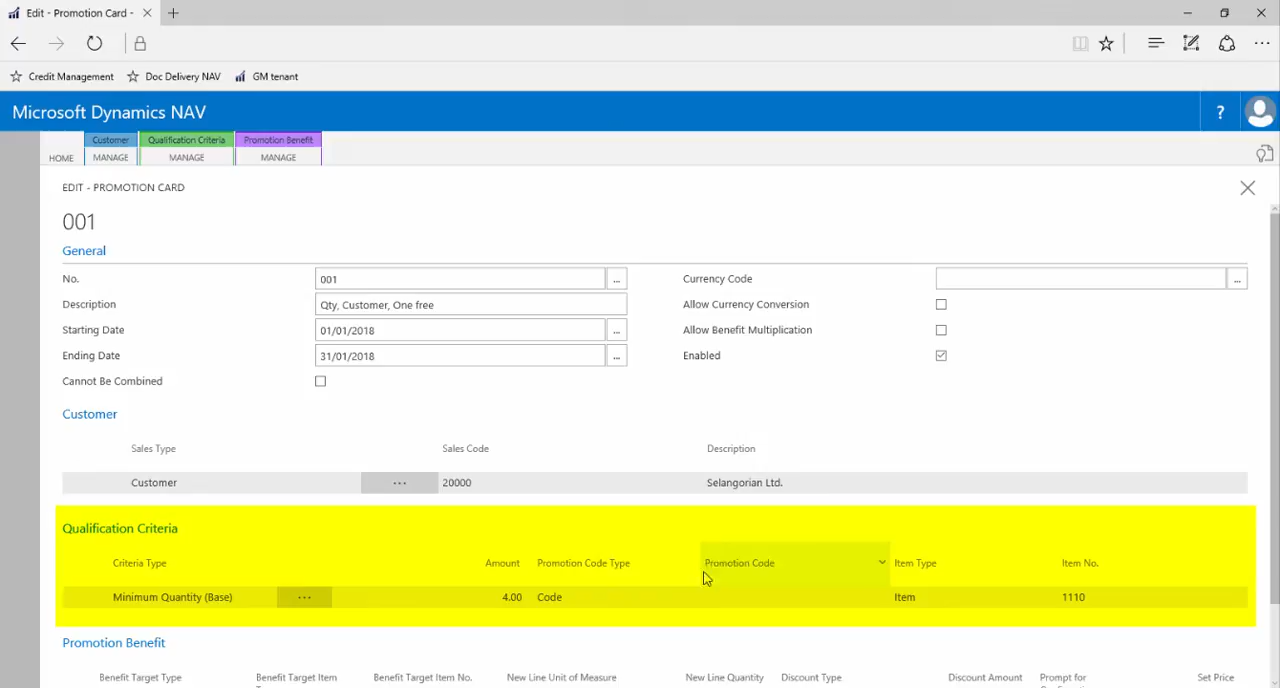 Edit - Promotion Card -
Credit Management Doc Delivery NAV GM tenant
Microsoft Dynamics NAV ?
Customer Qualification Criteria Promotion Benefit
HOME MANAGE MANAGE MANAGE
EDIT - PROMOTION CARD
001
General
No. 001 ... Currency Code ...
Description Qty, Customer, One free Allow Currency Conversion
Starting Date 01/01/2018 ... Allow Benefit Multiplication
Ending Date 31/01/2018 ... Enabled
Cannot Be Combined
Customer
Sales Type Sales Code Description
Customer ... 20000 Selangorian Ltd.
Qualification Criteria
Criteria Type Amount Promotion Code Type Promotion Code Item Type Item No.
Minimum Quantity (Base) ... 4.00 Code Item 1110
Promotion Benefit
Benefit Target Type Benefit Target Item Benefit Target Item No. New Line Unit of Measure New Line Quantity Discount Type Discount Amount Prompt for Set Price